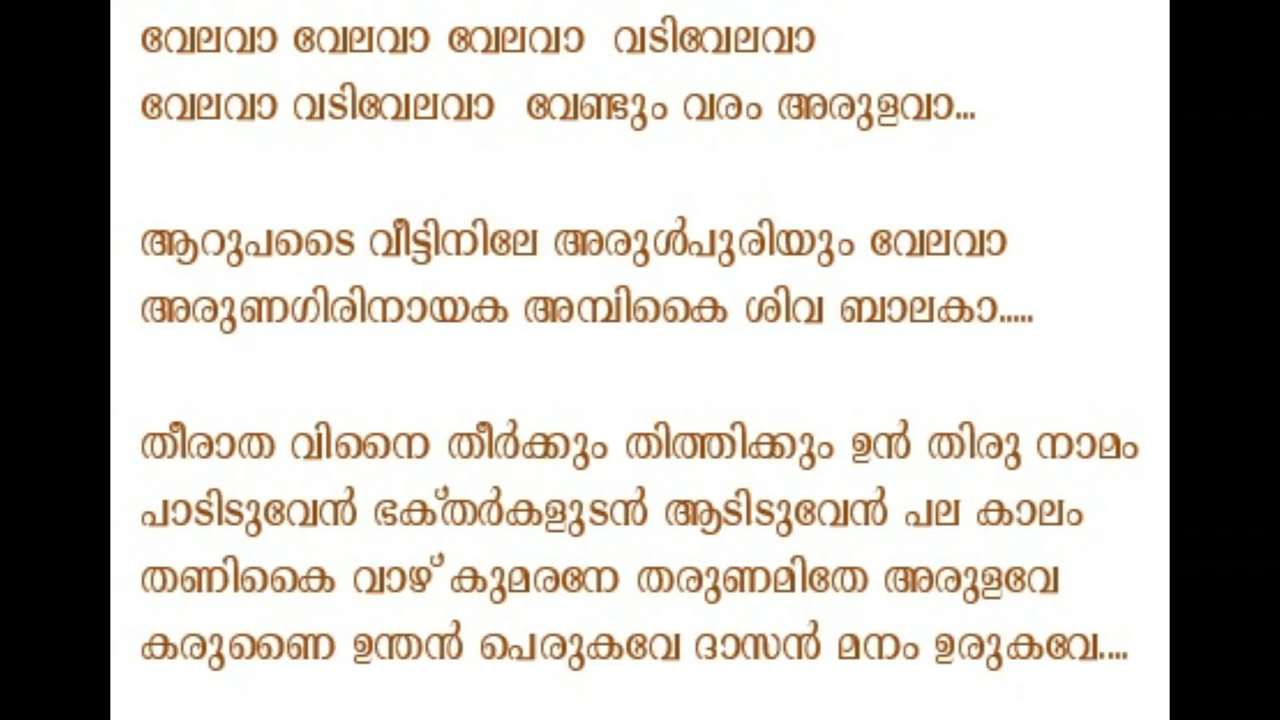 വേലവാ വേലവാ വേലവാ വടിവേലവാ
വേലവാ വടിവേലവാ വേണ്ടും വരം അരുളവാ...
ആറുപടൈ വീട്ടിനിലേ അരുൾപുരിയും വേലവാ
അരുണഗിരിനായക അമ്പികൈ ശിവ ബാലകാ.....
തീരാത വിനൈ തീർക്കും തിത്തിക്കും ഉൻ തിരു നാമം
പാടിടുവേൻ ഭക്‌തർകളുടൻ ആടിടുവേൻ പല കാലം
തണികൈ വാഴ് കുമരനേ തരുണമിതേ അരുളവേ
കരുണൈ ഉന്തൻ പെരുകവേ ദാസൻ മനം ഉരുകവേ....